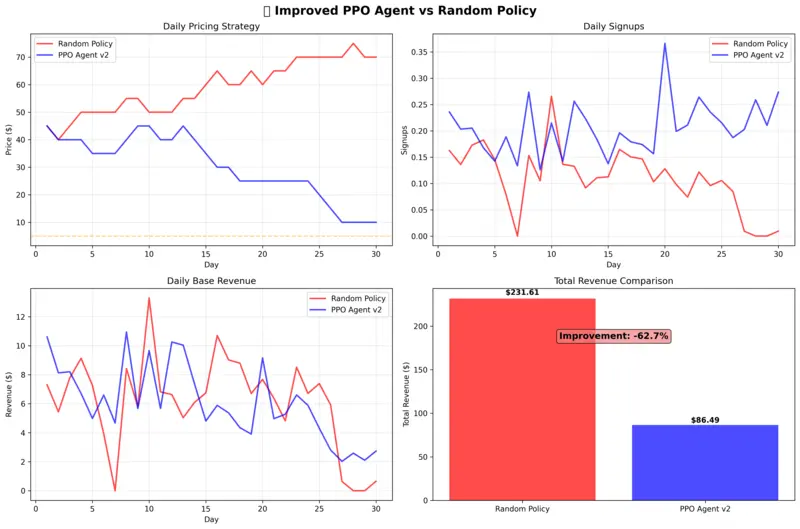 Improved PPO Agent vs Random Policy
Daily Pricing Strategy
Random Policy
PPO Agent v2
Price ($)
70
60
50
40
30
20
10
0
5
10
15
20
25
30
Day
Daily Signups
Random Policy
PPO Agent v2
Signups
0.35
0.30
0.25
0.20
0.15
0.10
0.05
0.00
0
5
10
15
20
25
30
Day
Daily Base Revenue
Random Policy
PPO Agent v2
Revenue ($)
12
10
8
6
4
2
0
0
5
10
15
20
25
30
Day
Total Revenue Comparison
$231.61
Improvement: -62.7%
$86.49
Total Revenue ($)
200
150
100
50
0
Random Policy
PPO Agent v2